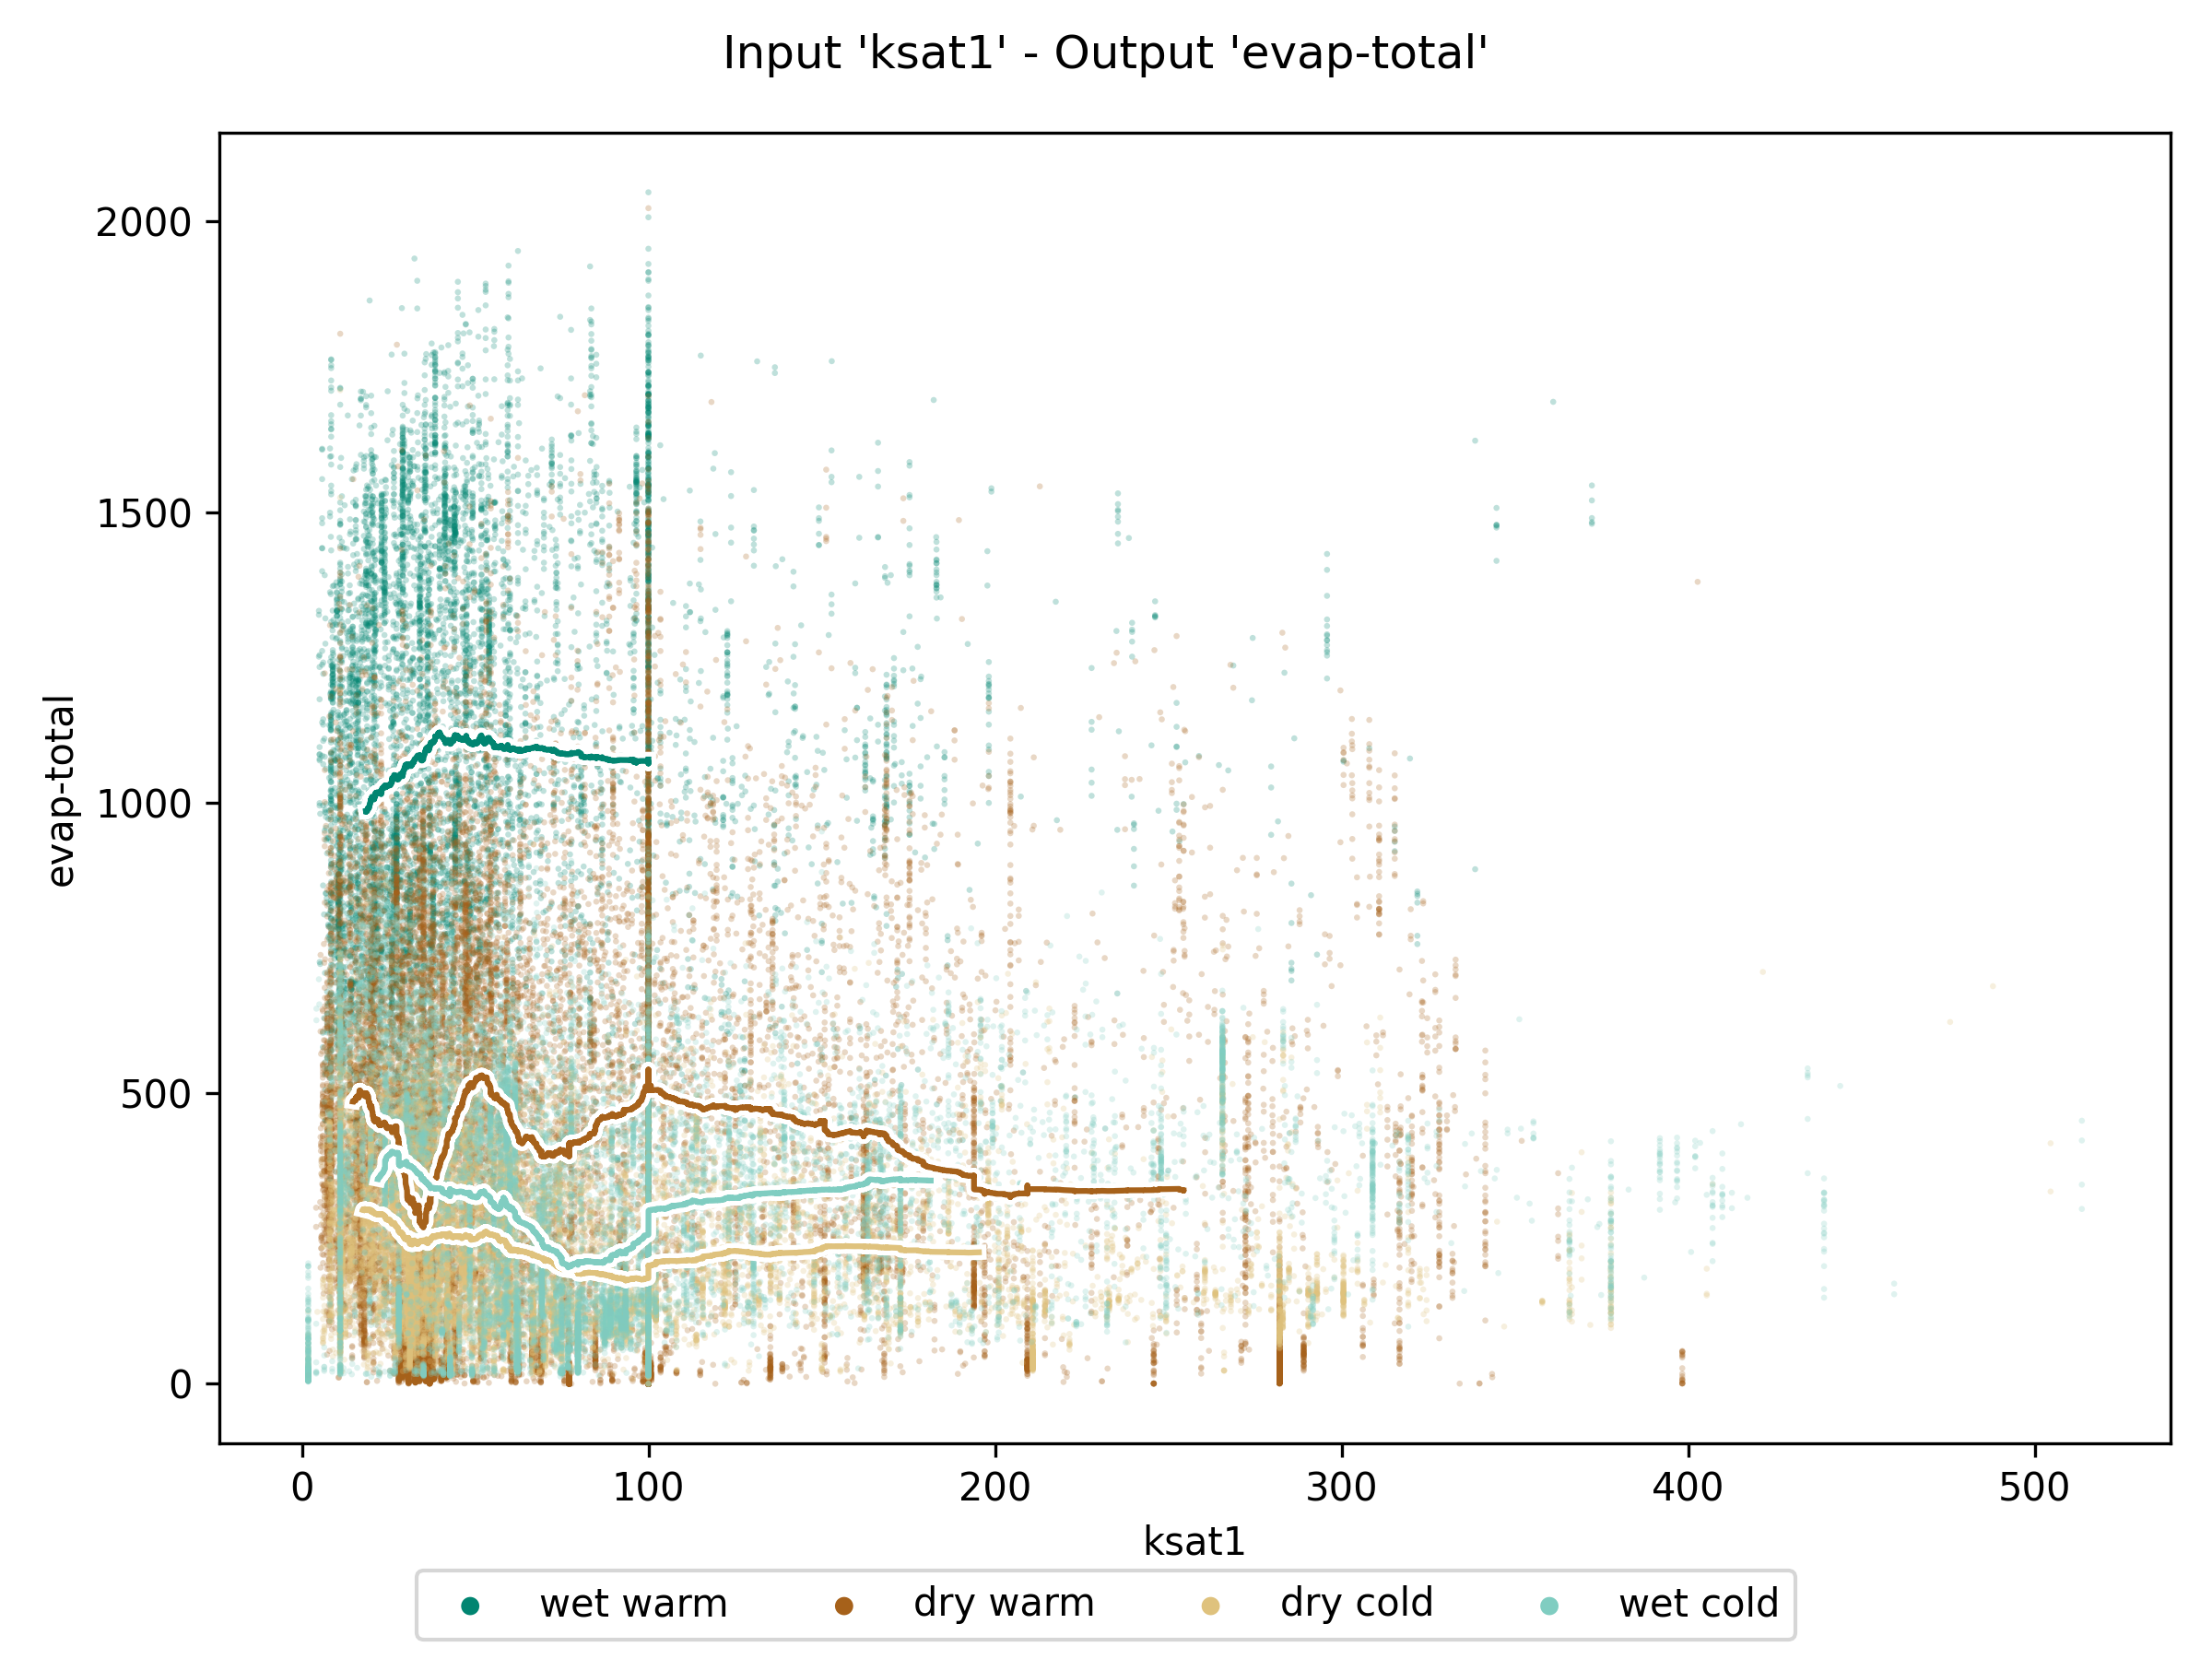 Input 'ksat1' - Output 'evap-total'
evap-total
2000
1500
1000
500
0
0 100 200 300 400 500
ksat1
wet warm dry warm dry cold wet cold